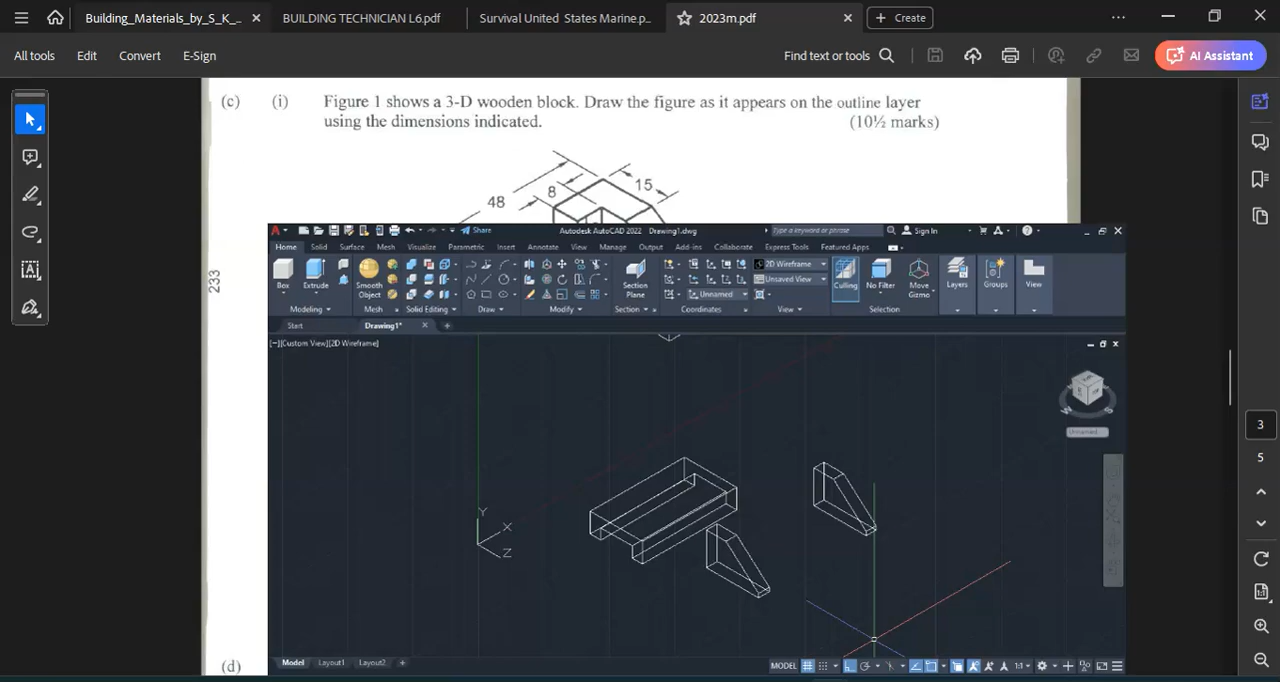 Building_Materials_by_S_K_...
BUILDING TECHNICIAN L6.pdf
Survival United States Marine.p...
2023m.pdf
Create
All tools
Edit
Convert
E-Sign
Find text or tools
AI Assistant
(c) (i) Figure 1 shows a 3-D wooden block. Draw the figure as it appears on the outline layer
using the dimensions indicated. (10½ marks)
48
8
15
233
Share
Autodesk AutoCAD 2022 Drawing1.dwg
Type a keyword or phrase
Sign In
Home Solid Surface Mesh Visualize Parametric Insert Annotate View Manage Output Add-ins Collaborate Express Tools Featured Apps
2D Wireframe
Unsaved View
Unnamed
Box Extrude Smooth Object Section Plane Culling No Filter Move Gizmo Layers Groups View
Modeling Mesh Solid Editing Draw Modify Section Coordinates View Selection
Start Drawing1*
[−][Custom View][2D Wireframe]
W
S
Unnamed
Y
X
Z
3
5
Model Layout1 Layout2
MODEL
1:1
(d)